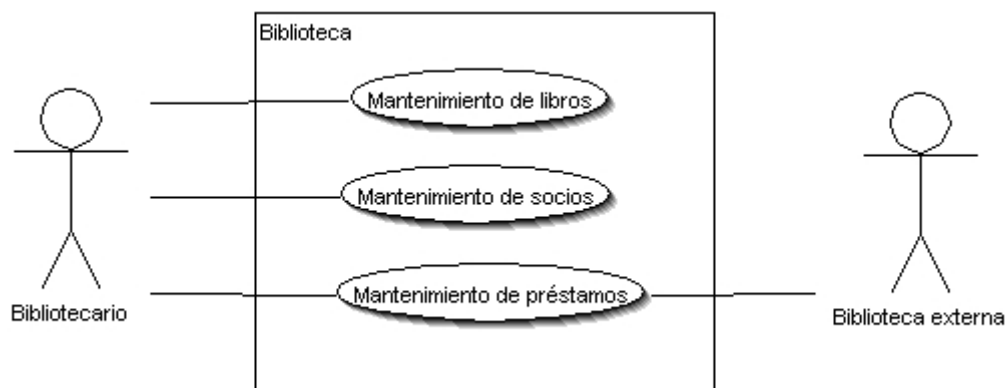 Biblioteca
Mantenimiento de libros
Mantenimiento de socios
Mantenimiento de préstamos
Bibliotecario
Biblioteca externa